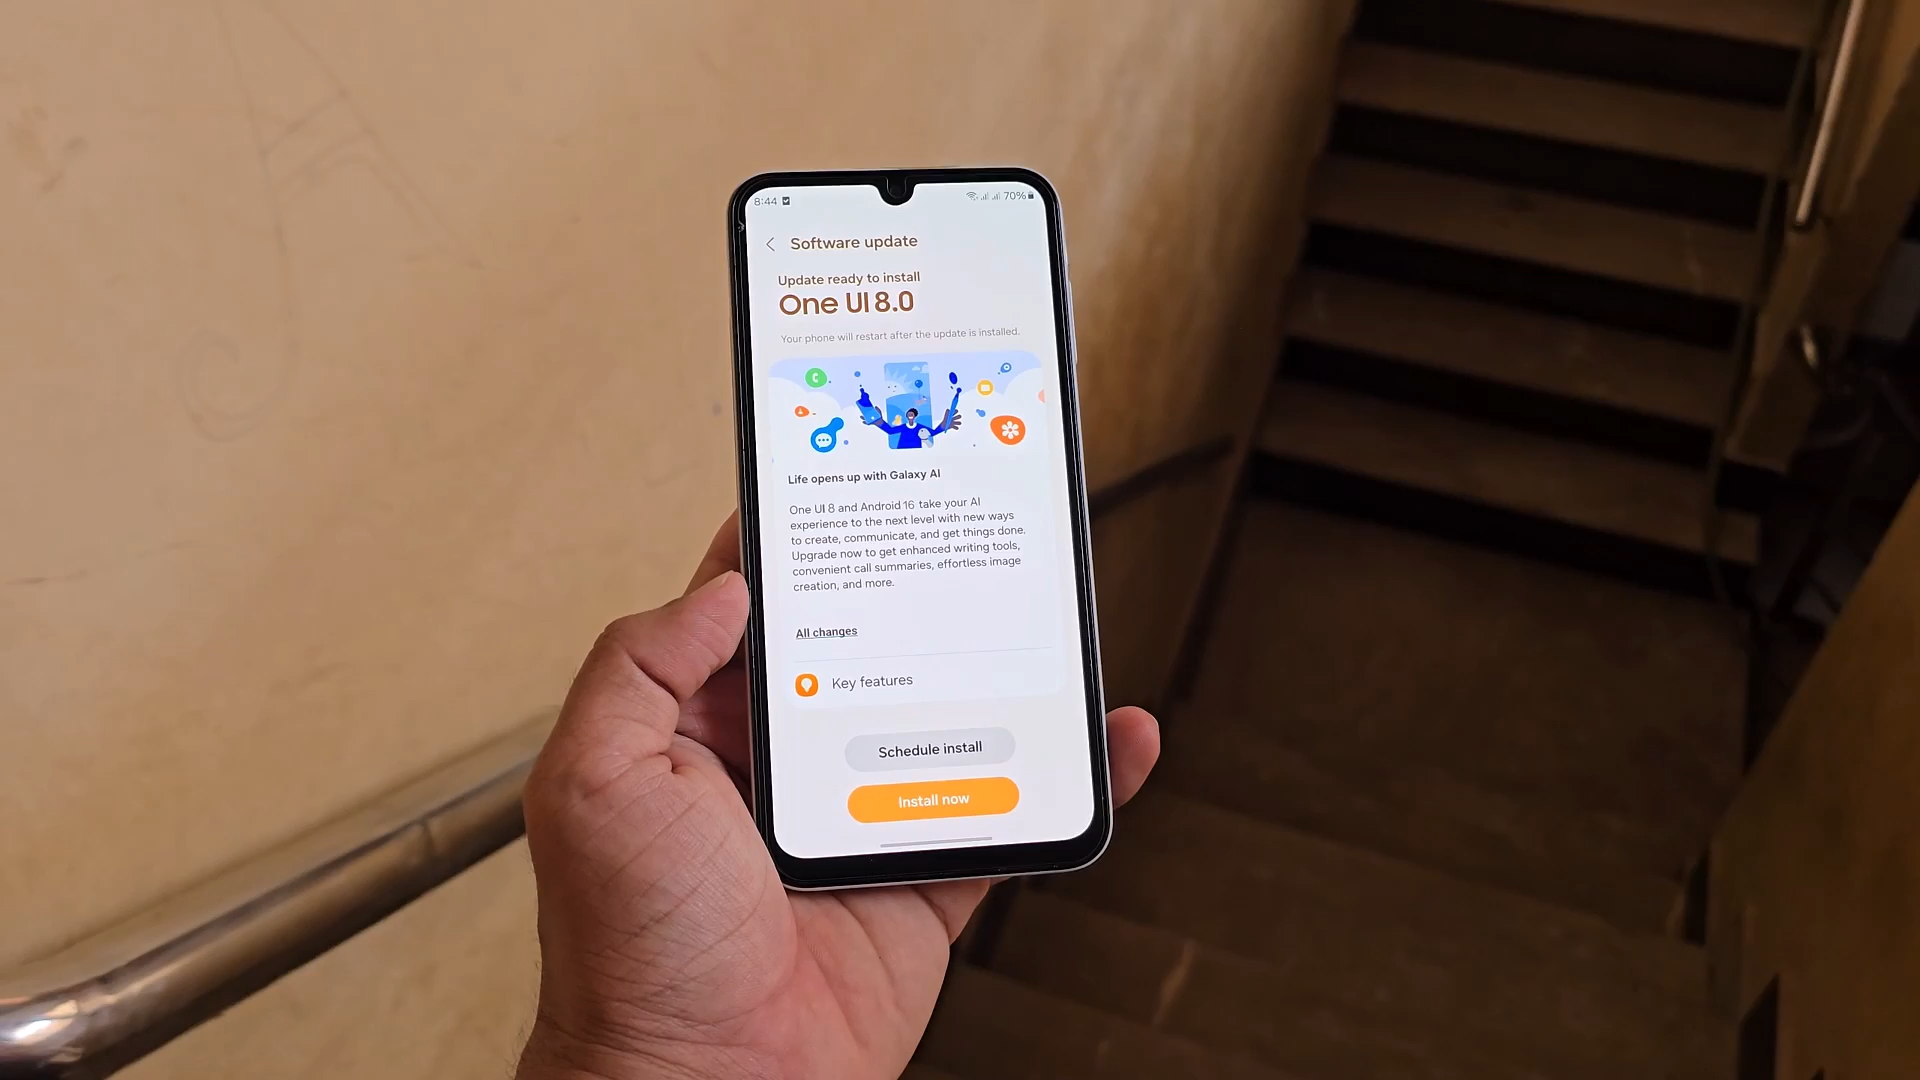 8:44
70%
Software update
Update ready to install
One UI 8.0
Your phone will restart after the update is installed.
Life opens up with Galaxy AI
One UI 8 and Android 16 take your AI
experience to the next level with new ways
to create, communicate, and get things done.
Upgrade now to get enhanced writing tools,
convenient call summaries, effortless image
creation, and more.
All changes
Key features
Schedule install
Install now